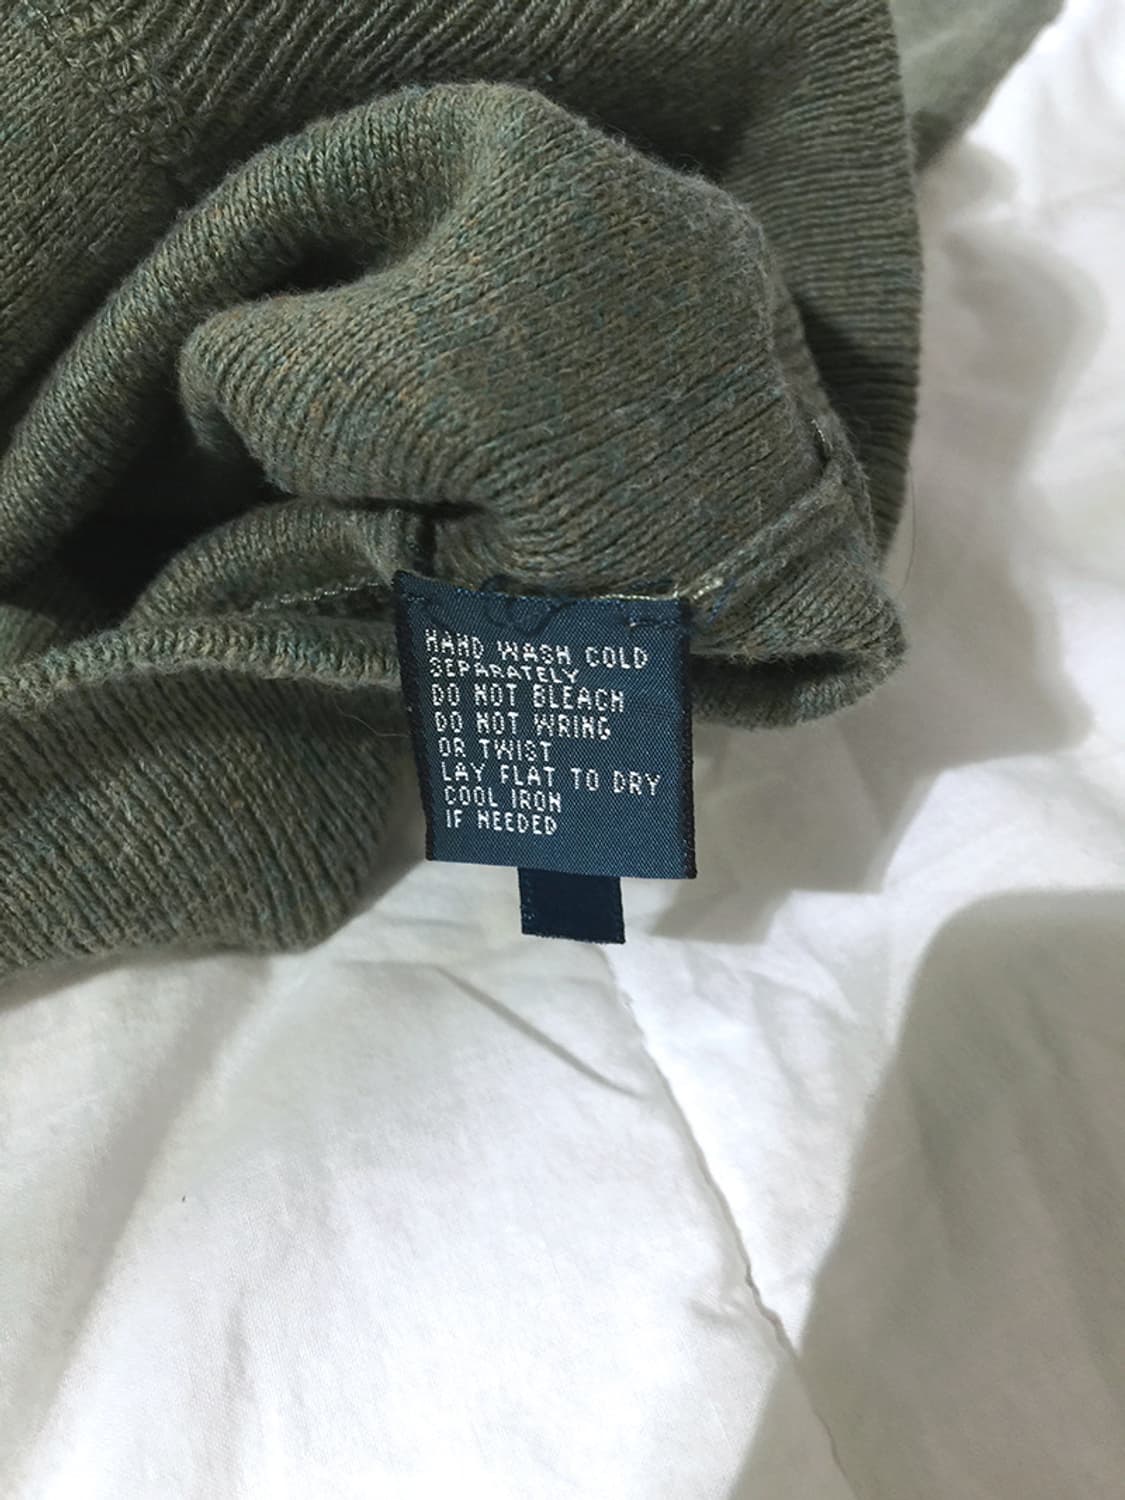 HAND WASH COLD
SEPARATELY
DO NOT BLEACH
DO NOT WRING
OR TWIST
LAY FLAT TO DRY
COOL IRON
IF NEEDED